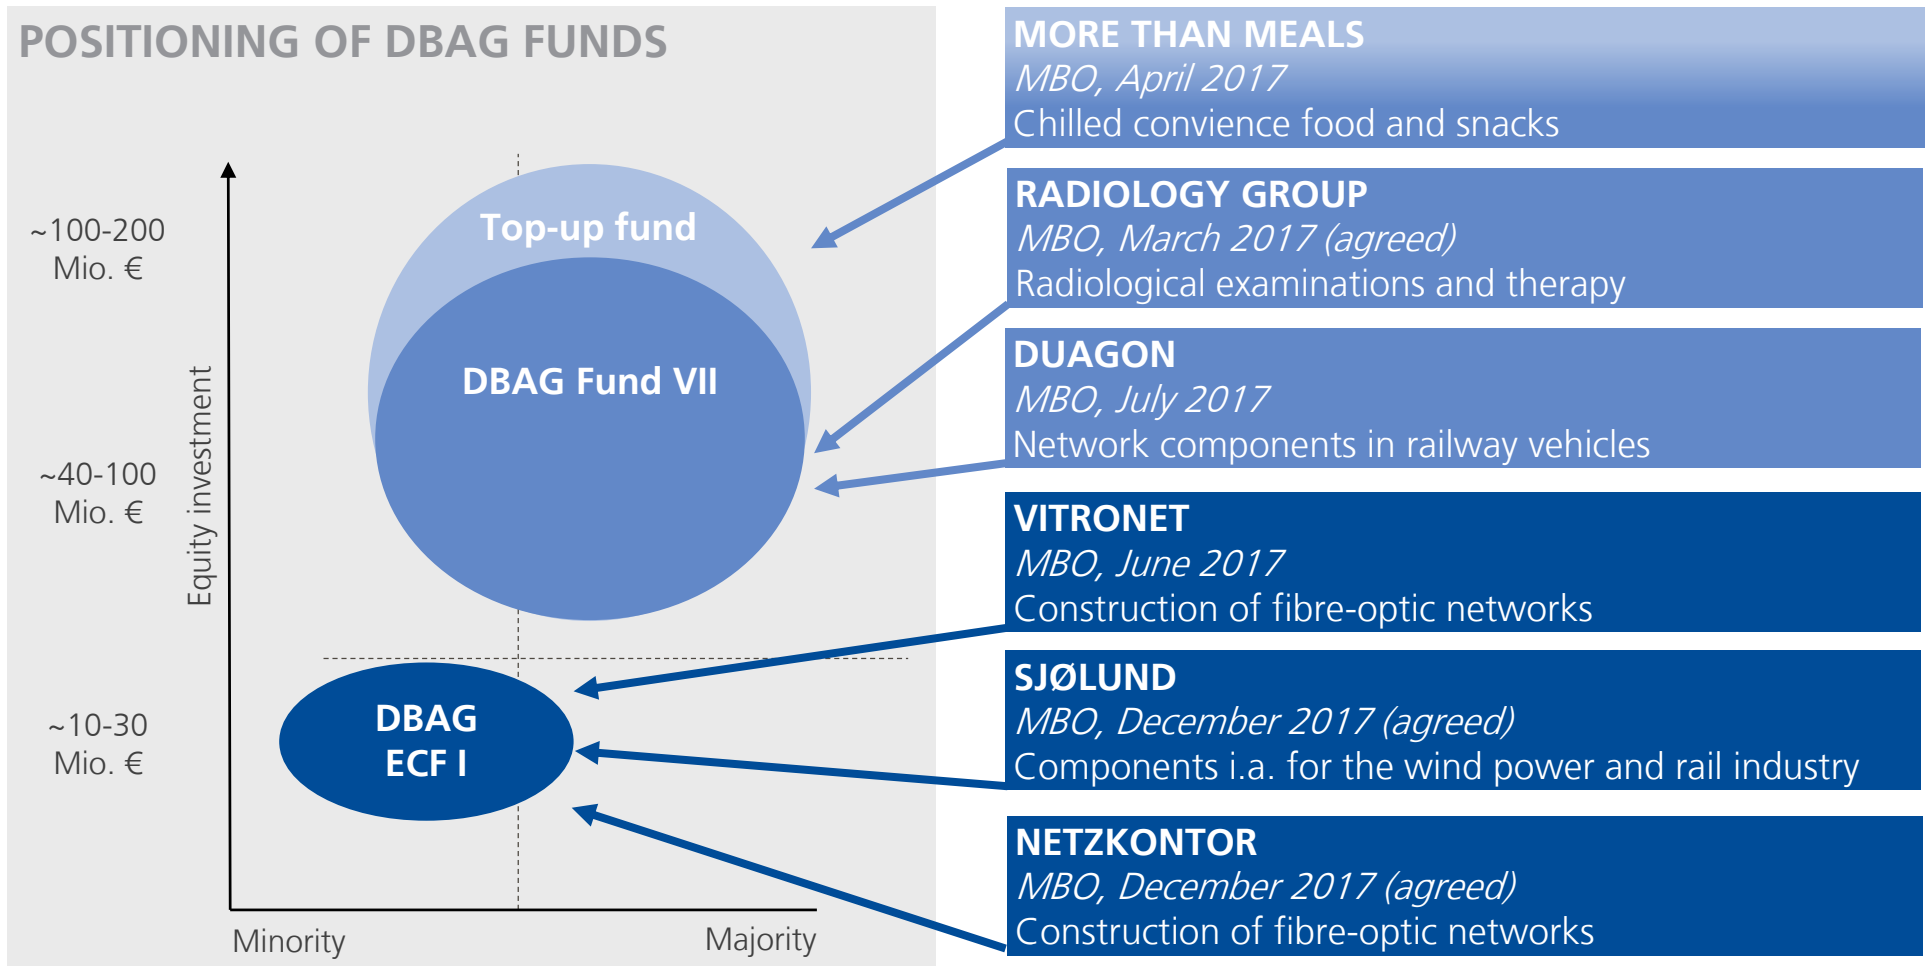 POSITIONING OF DBAG FUNDS
~100-200
Mio. €
~40-100
Mio. €
~10-30
Mio. €
Equity investment
Top-up fund
DBAG Fund VII
DBAG
ECF I
Minority
Majority
MORE THAN MEALS
MBO, April 2017
Chilled convience food and snacks
RADIOLOGY GROUP
MBO, March 2017 (agreed)
Radiological examinations and therapy
DUAGON
MBO, July 2017
Network components in railway vehicles
VITRONET
MBO, June 2017
Construction of fibre-optic networks
SJØLUND
MBO, December 2017 (agreed)
Components i.a. for the wind power and rail industry
NETZKONTOR
MBO, December 2017 (agreed)
Construction of fibre-optic networks